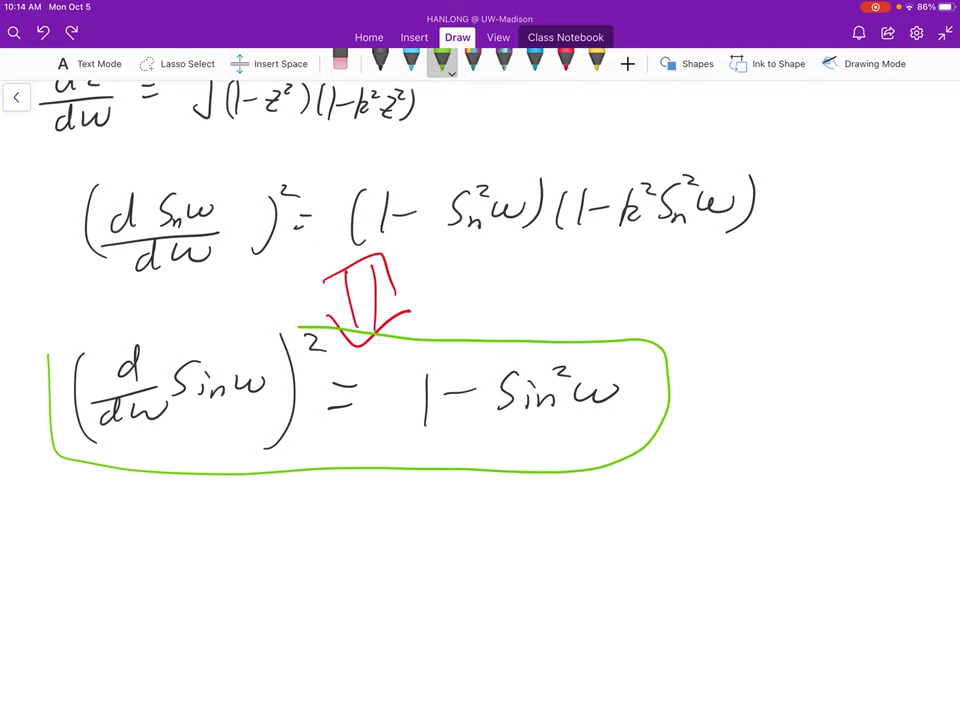 10:14 AM Mon Oct 5
86%
HANLONG @ UW-Madison
Home Insert Draw View Class Notebook
A Text Mode Lasso Select Insert Space Shapes Ink to Shape Drawing Mode
dz/dw = √(1-z²)(1-k²z²)
(d Sn w / dw)² = (1 - Sn²w)(1-k²Sn²w)
(d/dw Sin w)² = 1 - Sin²w